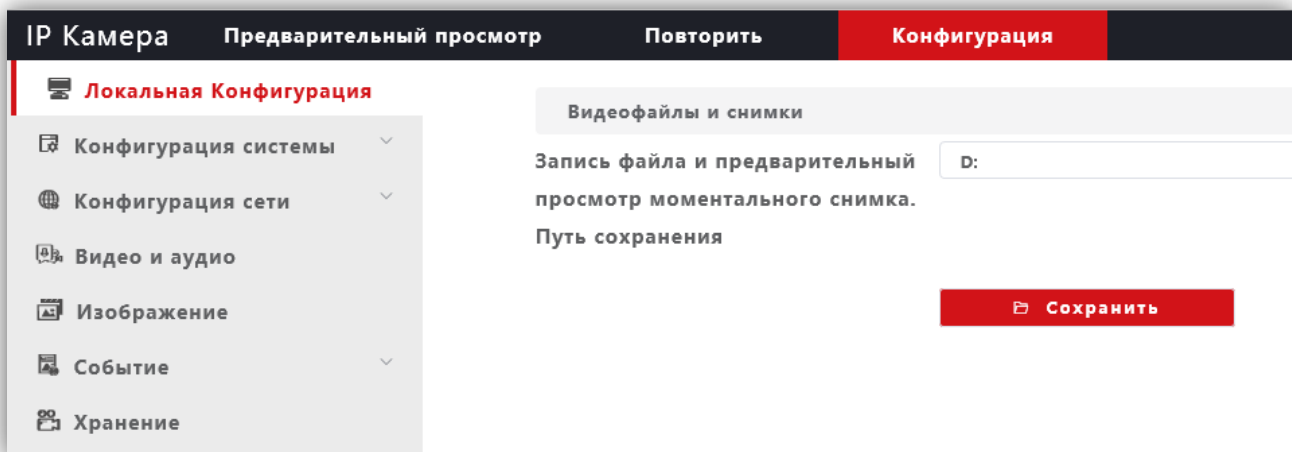 IP Камера Предварительный просмотр Повторить Конфигурация
Локальная Конфигурация
Конфигурация системы
Конфигурация сети
Видео и аудио
Изображение
Событие
Хранение
Видеофайлы и снимки
Запись файла и предварительный D:
просмотр моментального снимка.
Путь сохранения
Сохранить